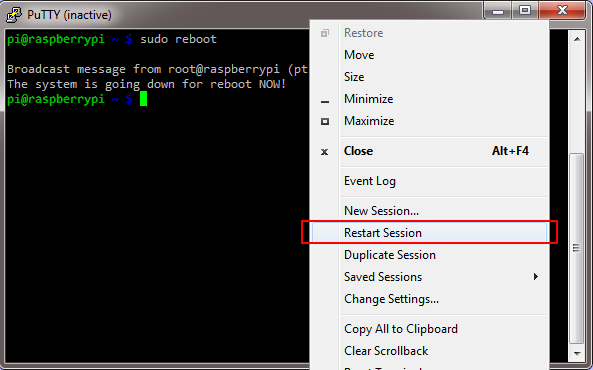 PuTTY (inactive)
pi@raspberrypi ~ $ sudo reboot
Broadcast message from root@raspberrypi (pt
The system is going down for reboot NOW!
pi@raspberrypi ~ $
Restore
Move
Size
Minimize
Maximize
Close Alt+F4
Event Log
New Session...
Restart Session
Duplicate Session
Saved Sessions
Change Settings...
Copy All to Clipboard
Clear Scrollback
Reset Terminal